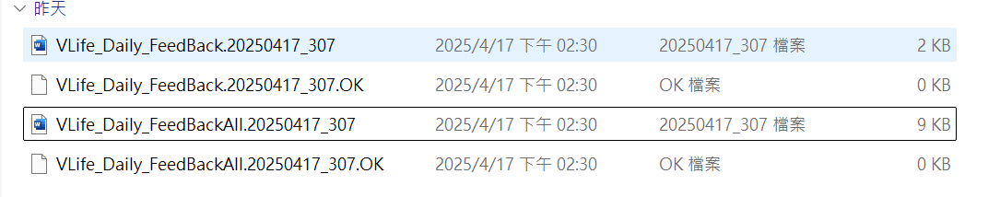 昨天
VLife_Daily_FeedBack.20250417_307 2025/4/17 下午 02:30 20250417_307 檔案 2 KB
VLife_Daily_FeedBack.20250417_307.OK 2025/4/17 下午 02:30 OK 檔案 0 KB
VLife_Daily_FeedBackAll.20250417_307 2025/4/17 下午 02:30 20250417_307 檔案 9 KB
VLife_Daily_FeedBackAll.20250417_307.OK 2025/4/17 下午 02:30 OK 檔案 0 KB